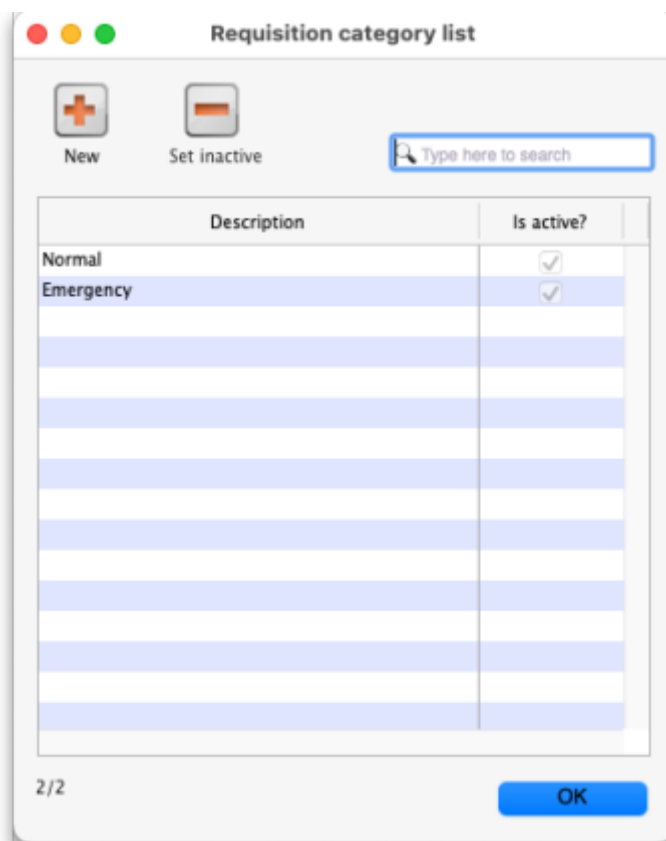 Requisition category list
New
Set inactive
Type here to search
Description
Is active?
Normal
Emergency
2/2
OK